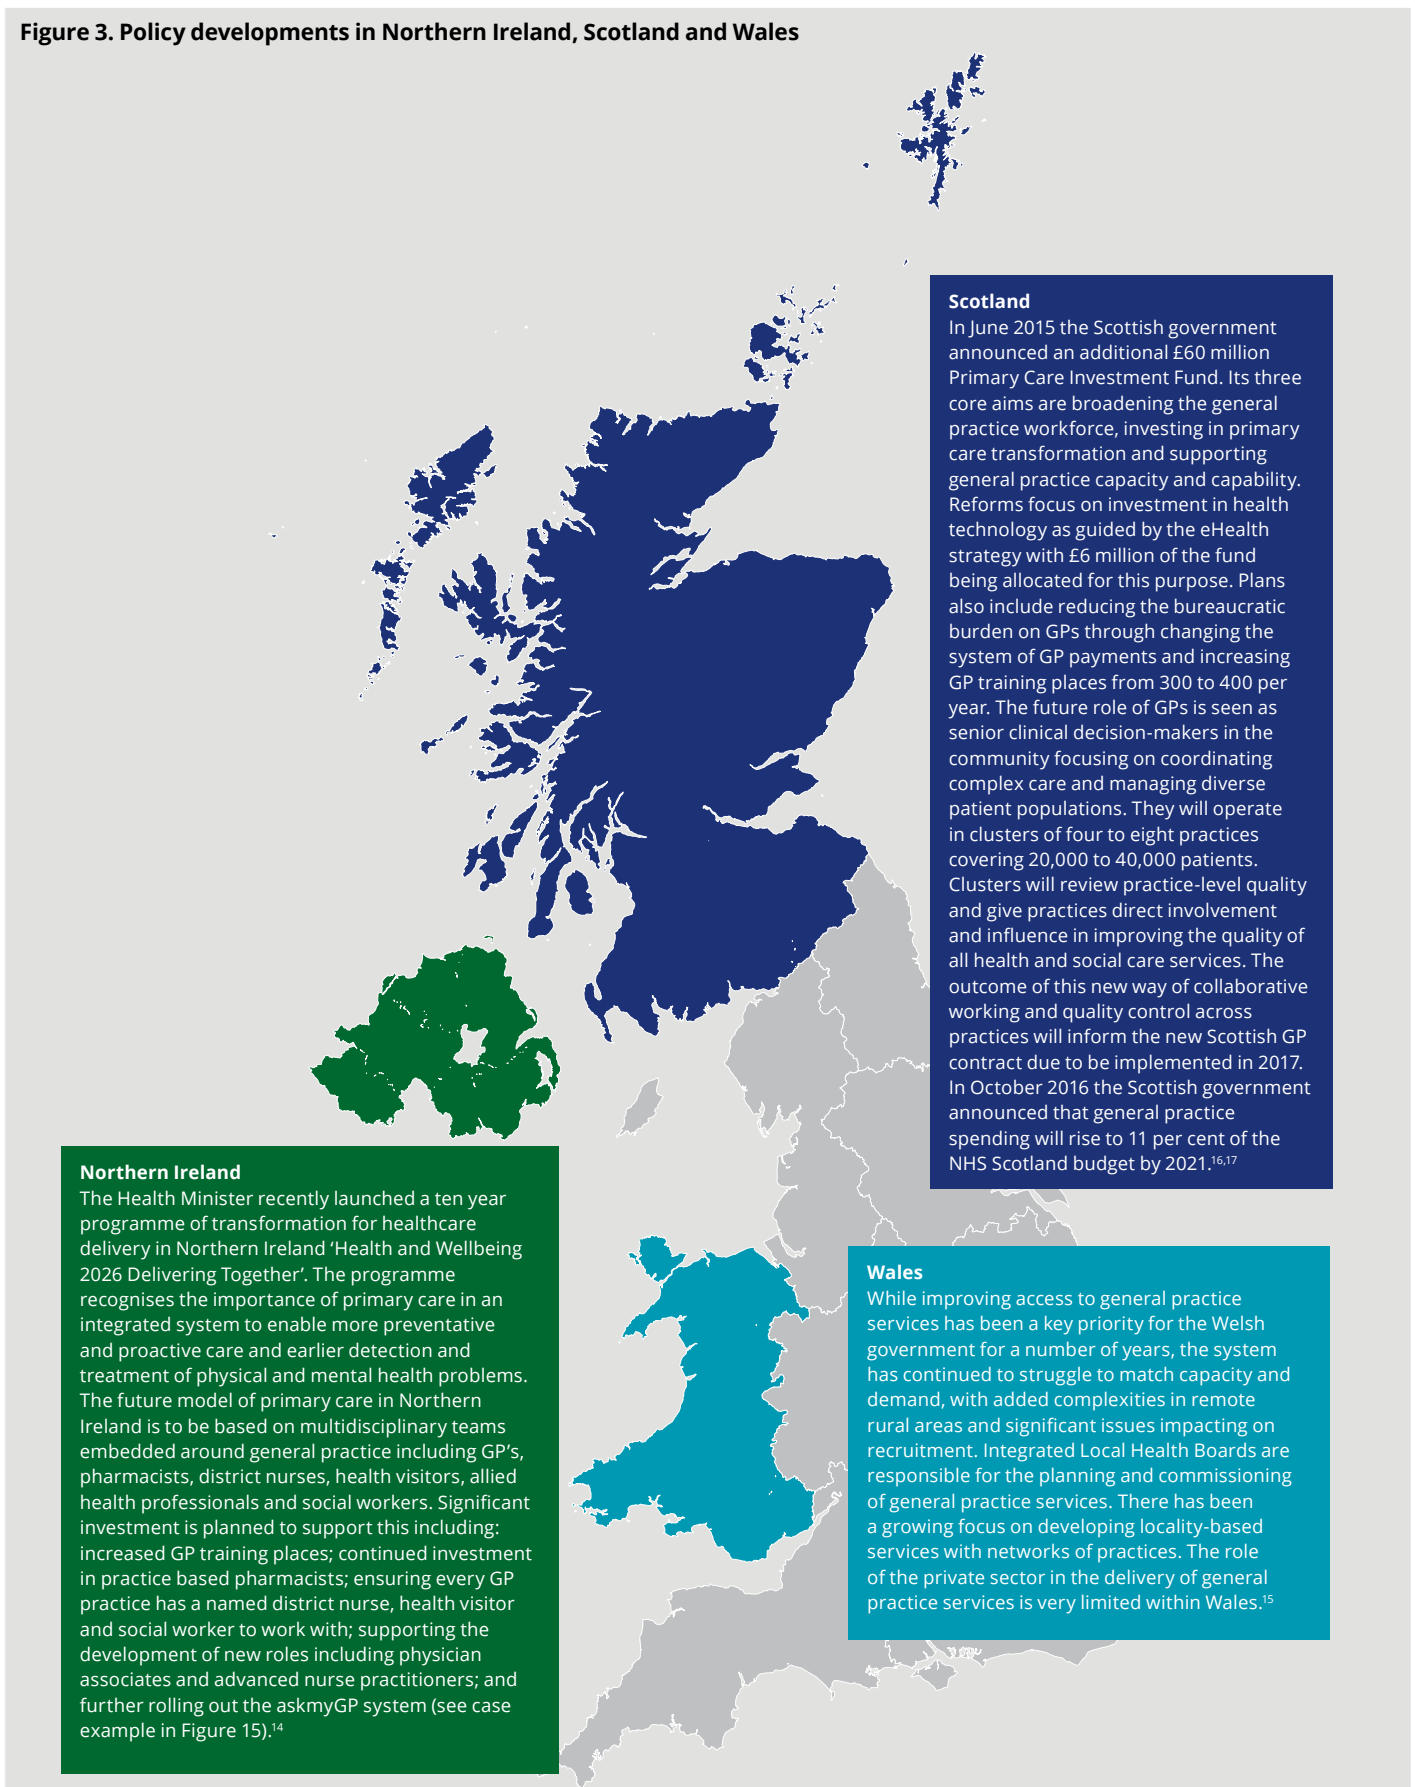 Figure 3. Policy developments in Northern Ireland, Scotland and Wales
Scotland
In June 2015 the Scottish government
announced an additional £60 million
Primary Care Investment Fund. Its three
core aims are broadening the general
practice workforce, investing in primary
care transformation and supporting
general practice capacity and capability.
Reforms focus on investment in health
technology as guided by the eHealth
strategy with £6 million of the fund
being allocated for this purpose. Plans
also include reducing the bureaucratic
burden on GPs through changing the
system of GP payments and increasing
GP training places from 300 to 400 per
year. The future role of GPs is seen as
senior clinical decision-makers in the
community focusing on coordinating
complex care and managing diverse
patient populations. They will operate
in clusters of four to eight practices
covering 20,000 to 40,000 patients.
Clusters will review practice-level quality
and give practices direct involvement
and influence in improving the quality of
all health and social care services. The
outcome of this new way of collaborative
working and quality control across
practices will inform the new Scottish GP
contract due to be implemented in 2017.
In October 2016 the Scottish government
announced that general practice
spending will rise to 11 per cent of the
NHS Scotland budget by 2021.16,17
Northern Ireland
The Health Minister recently launched a ten year
programme of transformation for healthcare
delivery in Northern Ireland ‘Health and Wellbeing
2026 Delivering Together’. The programme
recognises the importance of primary care in an
integrated system to enable more preventative
and proactive care and earlier detection and
treatment of physical and mental health problems.
The future model of primary care in Northern
Ireland is to be based on multidisciplinary teams
embedded around general practice including GP’s,
pharmacists, district nurses, health visitors, allied
health professionals and social workers. Significant
investment is planned to support this including:
increased GP training places; continued investment
in practice based pharmacists; ensuring every GP
practice has a named district nurse, health visitor
and social worker to work with; supporting the
development of new roles including physician
associates and advanced nurse practitioners; and
further rolling out the askmyGP system (see case
example in Figure 15).14
Wales
While improving access to general practice
services has been a key priority for the Welsh
government for a number of years, the system
has continued to struggle to match capacity and
demand, with added complexities in remote
rural areas and significant issues impacting on
recruitment. Integrated Local Health Boards are
responsible for the planning and commissioning
of general practice services. There has been
a growing focus on developing locality-based
services with networks of practices. The role
of the private sector in the delivery of general
practice services is very limited within Wales.15